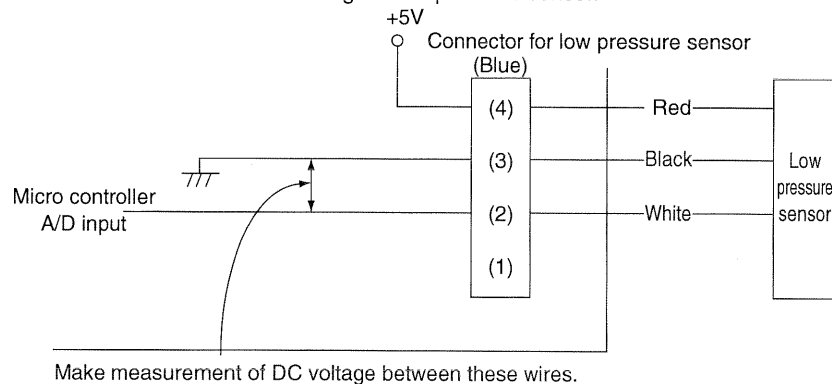 +5V
Connector for low pressure sensor
(Blue)
(4)
Red
(3)
Black
Low
pressure
sensor
Micro controller
A/D input
(2)
White
(1)
Make measurement of DC voltage between these wires.